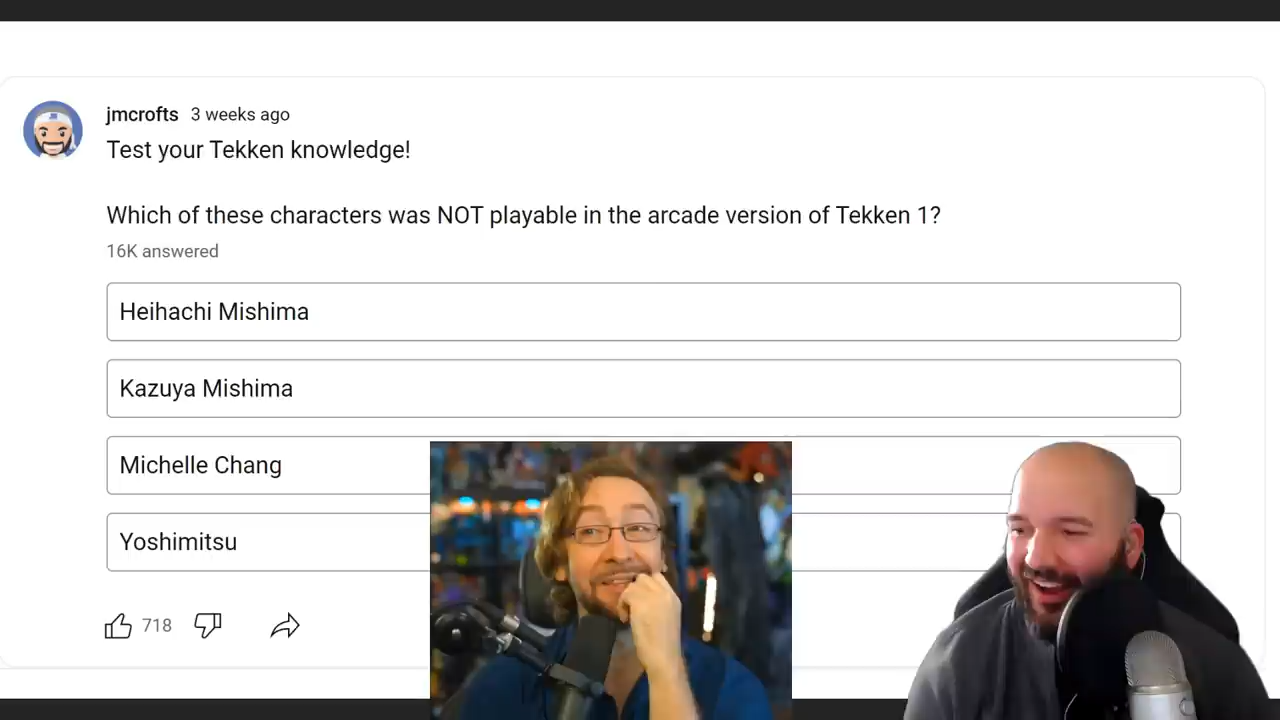 jmcrofts 3 weeks ago
Test your Tekken knowledge!
Which of these characters was NOT playable in the arcade version of Tekken 1?
16K answered
Heihachi Mishima
Kazuya Mishima
Michelle Chang
Yoshimitsu
718